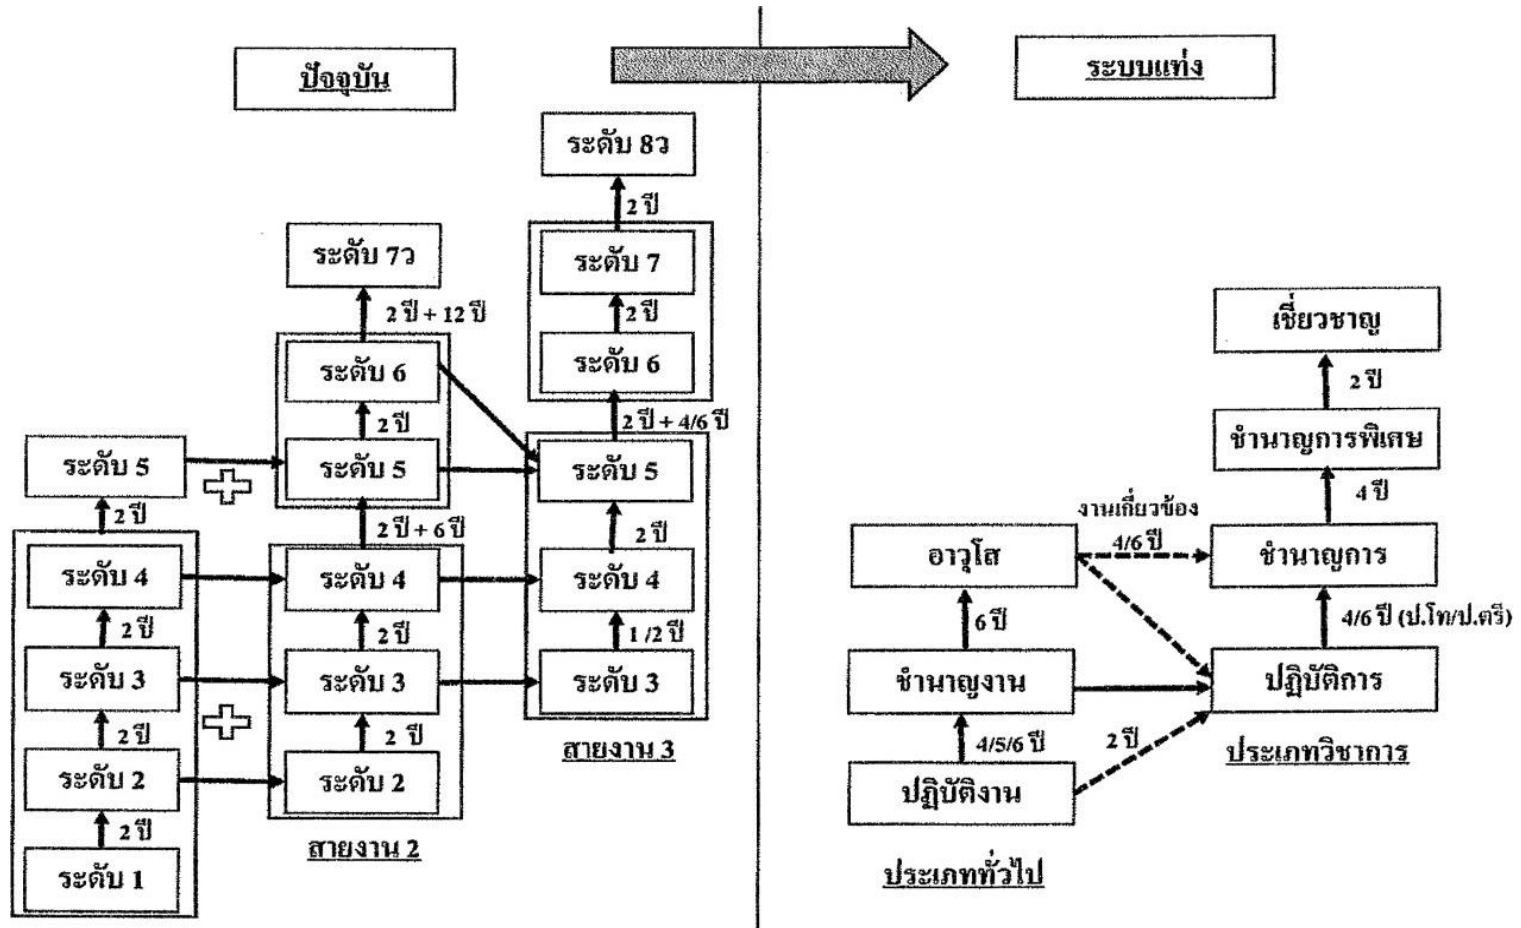 ปัจจุบัน
ระบบแท่ง
ระดับ 8ว
2 ปี
ระดับ 7
2 ปี
ระดับ 6
2 ปี + 4/6 ปี
ระดับ 5
2 ปี
ระดับ 4
1 /2 ปี
ระดับ 3
สายงาน 3
ระดับ 7ว
2 ปี + 12 ปี
ระดับ 6
2 ปี
ระดับ 5
2 ปี + 6 ปี
ระดับ 4
2 ปี
ระดับ 3
2 ปี
ระดับ 2
สายงาน 2
ระดับ 5
2 ปี
ระดับ 4
2 ปี
ระดับ 3
2 ปี
ระดับ 2
2 ปี
ระดับ 1
เชี่ยวชาญ
2 ปี
ชำนาญการพิเศษ
4 ปี
งานเกี่ยวข้อง
4/6 ปี
ชำนาญการ
4/6 ปี (ป.โท/ป.ตรี)
ปฏิบัติการ
ประเภทวิชาการ
อาวุโส
6 ปี
ชำนาญงาน
4/5/6 ปี
2 ปี
ปฏิบัติงาน
ประเภททั่วไป